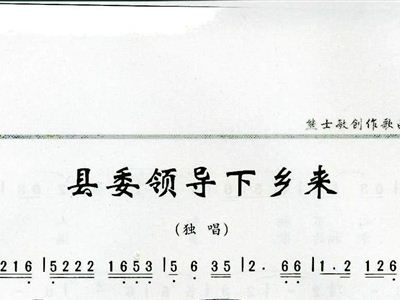 熊士敏创作歌
县委领导下乡来
(独 唱)
216 | 5222 1653 | 5 6 35 | 2. 66 | 1.2 126